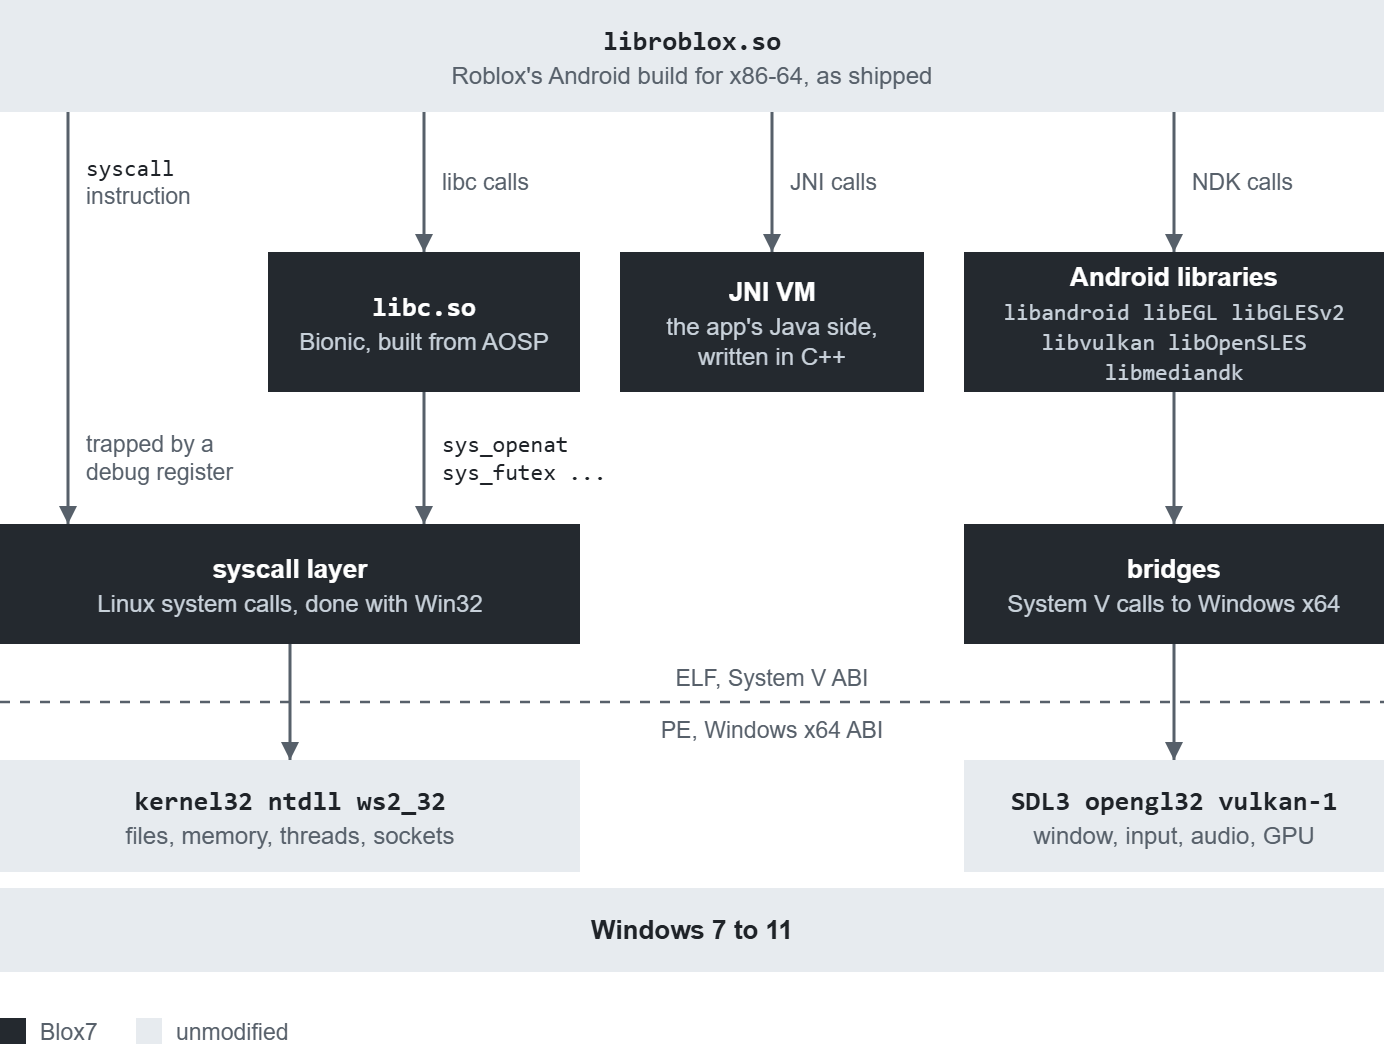 libroblox.so
Roblox's Android build for x86-64, as shipped
syscall
instruction
libc calls
JNI calls
NDK calls
libc.so
Bionic, built from AOSP
JNI VM
the app's Java side,
written in C++
Android libraries
libandroid libEGL libGLESv2
libvulkan libOpenSLES
libmediandk
trapped by a
debug register
sys_openat
sys_futex ...
syscall layer
Linux system calls, done with Win32
bridges
System V calls to Windows x64
ELF, System V ABI
PE, Windows x64 ABI
kernel32 ntdll ws2_32
files, memory, threads, sockets
SDL3 opengl32 vulkan-1
window, input, audio, GPU
Windows 7 to 11
Blox7
unmodified